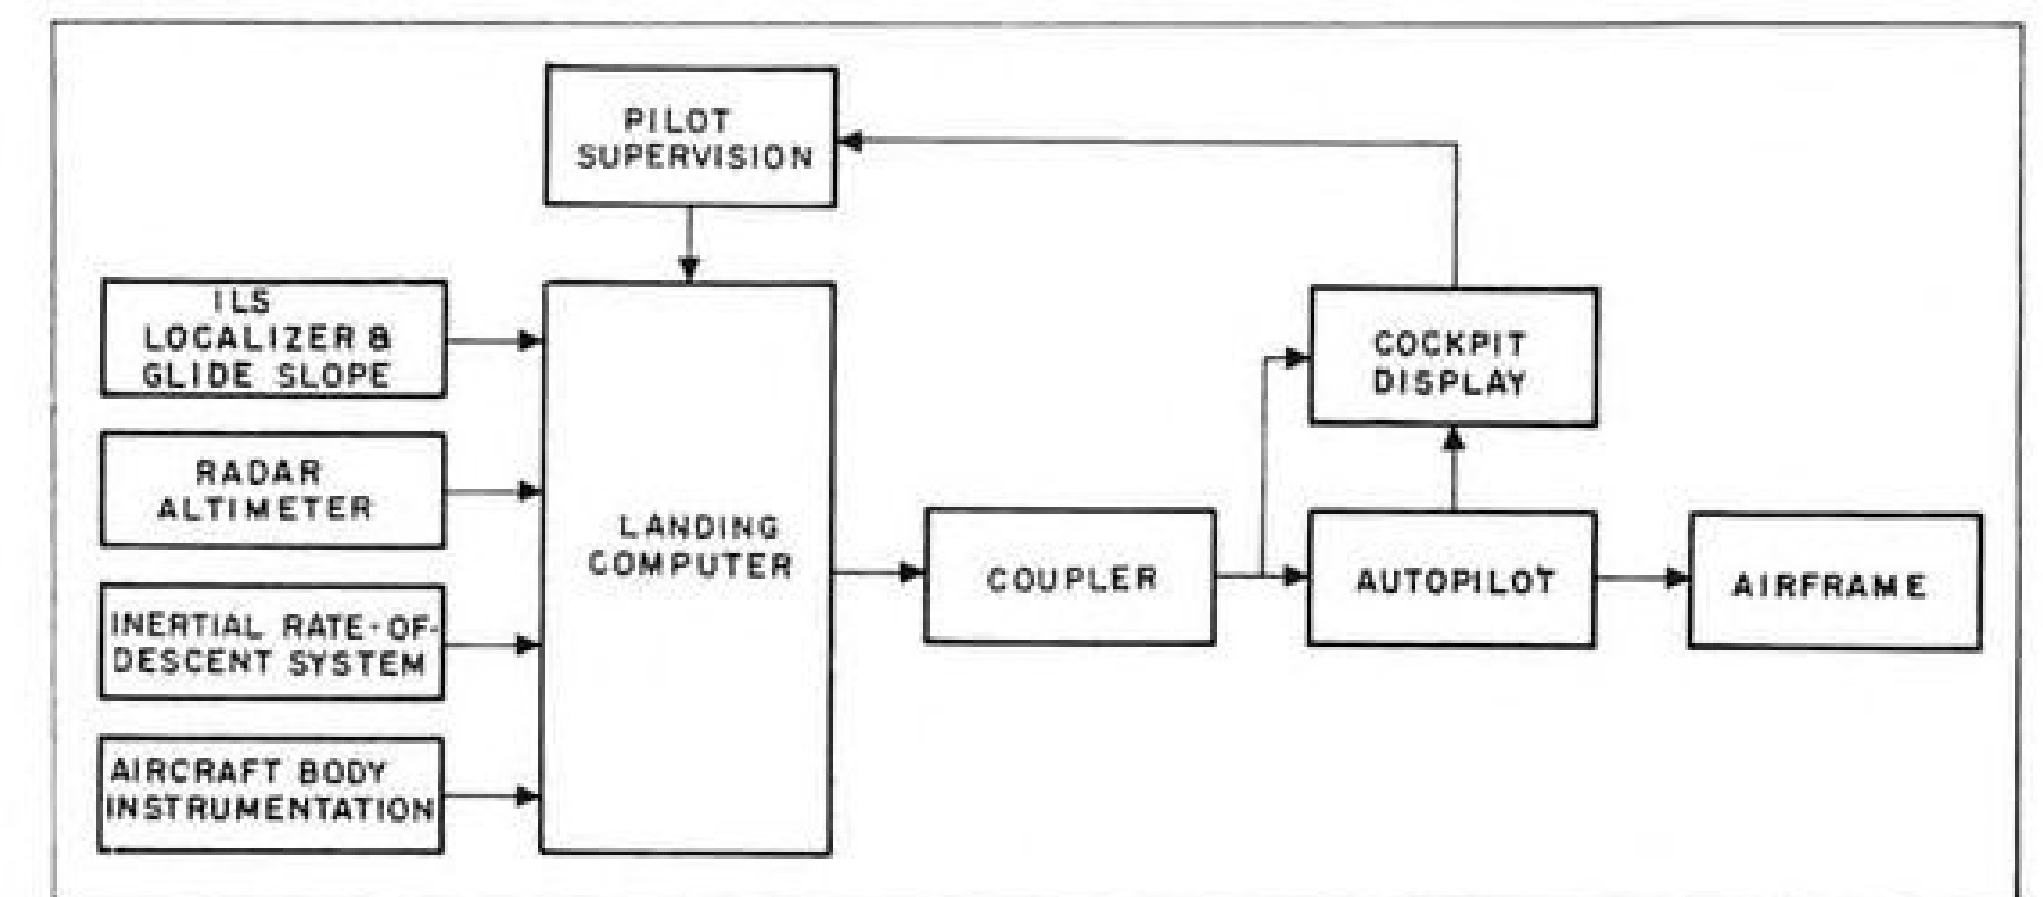 PILOT
SUPERVISION
ILS
LOCALIZER &
GLIDE SLOPE
RADAR
ALTIMETER
INERTIAL RATE-OF-
DESCENT SYSTEM
AIRCRAFT BODY
INSTRUMENTATION
LANDING
COMPUTER
COUPLER
COCKPIT
DISPLAY
AUTOPILOT
AIRFRAME